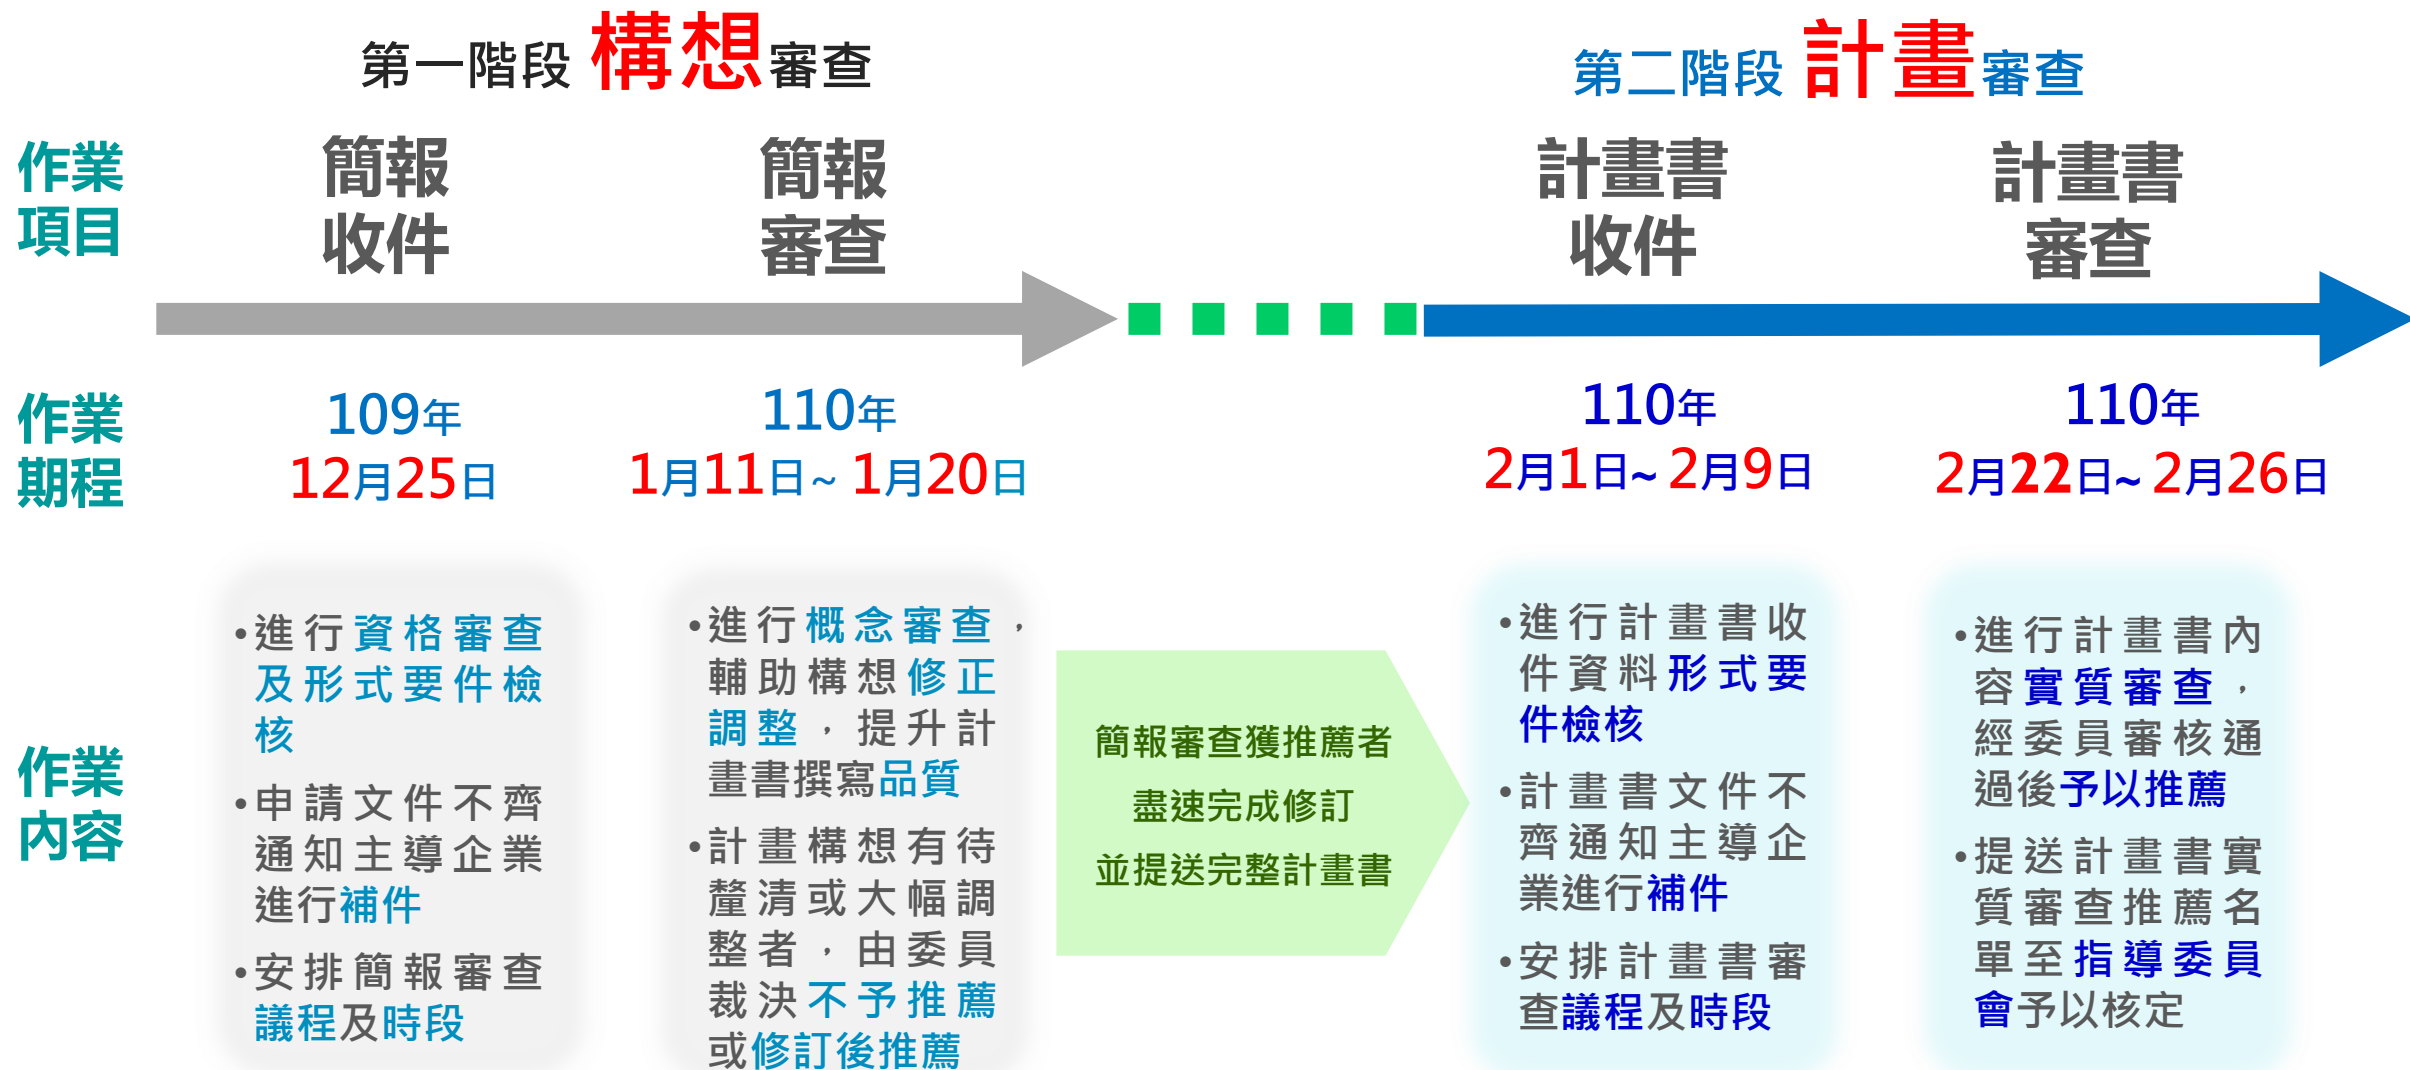 第一階段 構想審查
第二階段 計畫審查
作業
項目
簡報
收件
簡報
審查
計畫書
收件
計畫書
審查
作業
期程
109年
12月25日
110年
1月11日~ 1月20日
110年
2月1日~ 2月9日
110年
2月22日~ 2月26日
作業
內容
•進行資格審查
及形式要件檢
核
•申請文件不齊
通知主導企業
進行補件
•安排簡報審查
議程及時段
•進行概念審查，
輔助構想修正
調整，提升計
畫書撰寫品質
•計畫構想有待
釐清或大幅調
整者，由委員
裁決不予推薦
或修訂後推薦
簡報審查獲推薦者
盡速完成修訂
並提送完整計畫書
•進行計畫書收
件資料形式要
件檢核
•計畫書文件不
齊通知主導企
業進行補件
•安排計畫書審
查議程及時段
•進行計畫書內
容實質審查，
經委員審核通
過後予以推薦
•提送計畫書實
質審查推薦名
單至指導委員
會予以核定